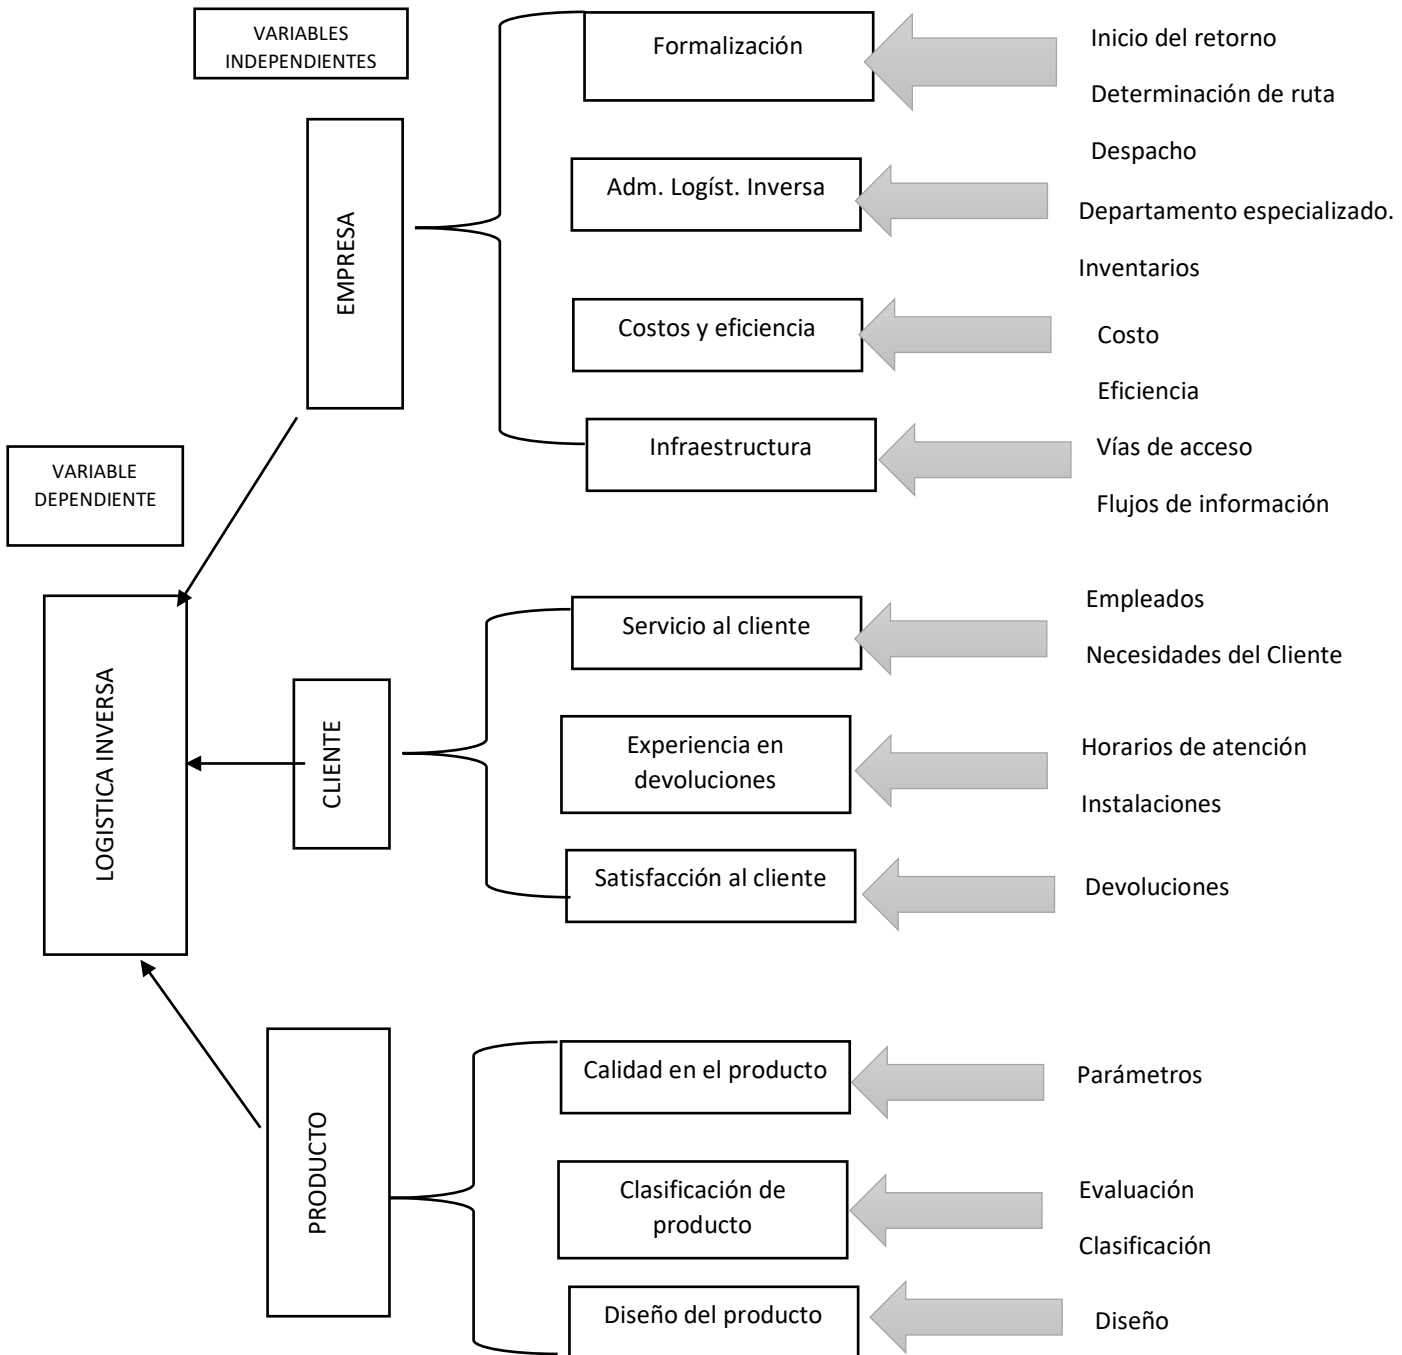 VARIABLES
INDEPENDIENTES
Formalización
Inicio del retorno
Determinación de ruta
Despacho
EMPRESA
Adm. Logíst. Inversa
Departamento especializado.
Inventarios
Costos y eficiencia
Costo
Eficiencia
Infraestructura
Vías de acceso
Flujos de información
VARIABLE
DEPENDIENTE
LOGISTICA INVERSA
CLIENTE
Servicio al cliente
Empleados
Necesidades del Cliente
Experiencia en
devoluciones
Horarios de atención
Instalaciones
Satisfacción al cliente
Devoluciones
PRODUCTO
Calidad en el producto
Parámetros
Clasificación de
producto
Evaluación
Clasificación
Diseño del producto
Diseño